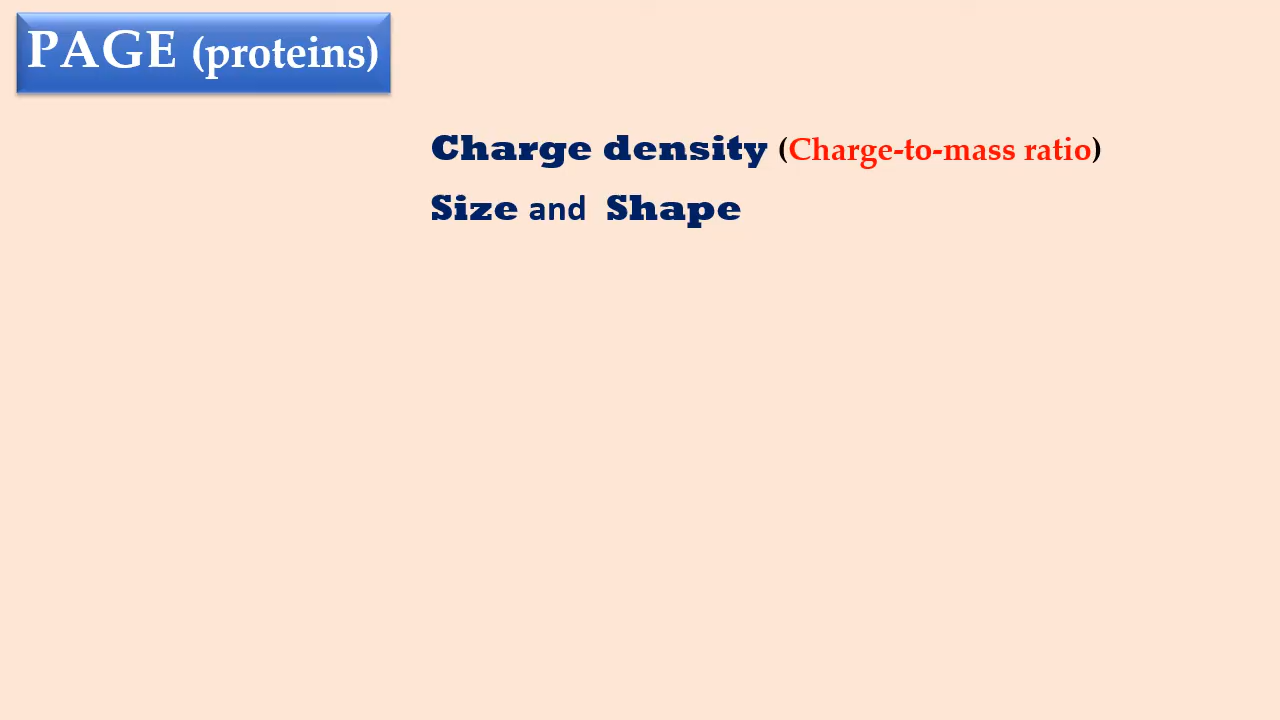 PAGE (proteins)
Charge density (Charge-to-mass ratio)
Size and Shape